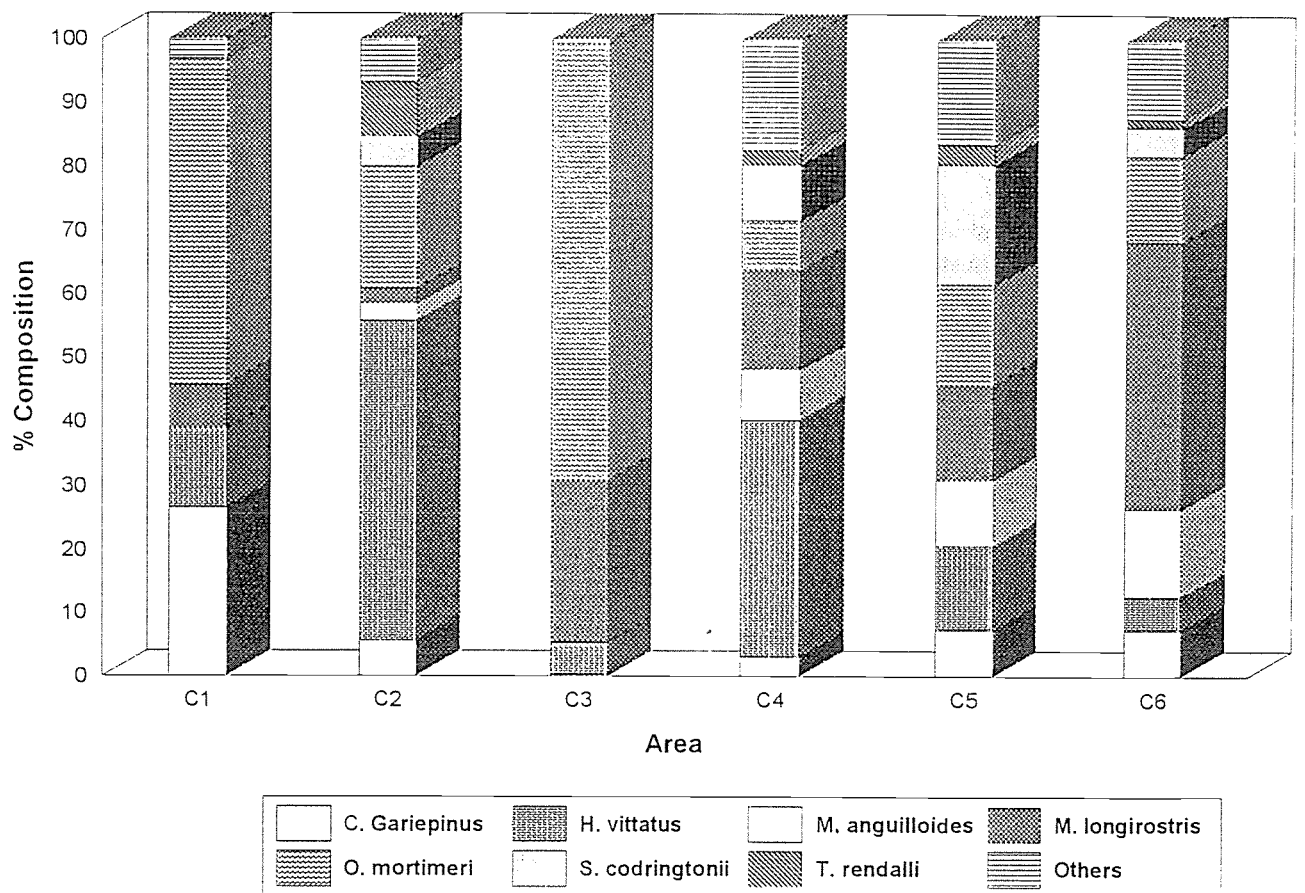 100
90
80
70
60
50
40
30
20
10
0
% Composition
C1 C2 C3 C4 C5 C6
Area
C. Gariepinus H. vittatus M. anguilloides M. longirostris
O. mortimeri S. codringtonii T. rendalli Others